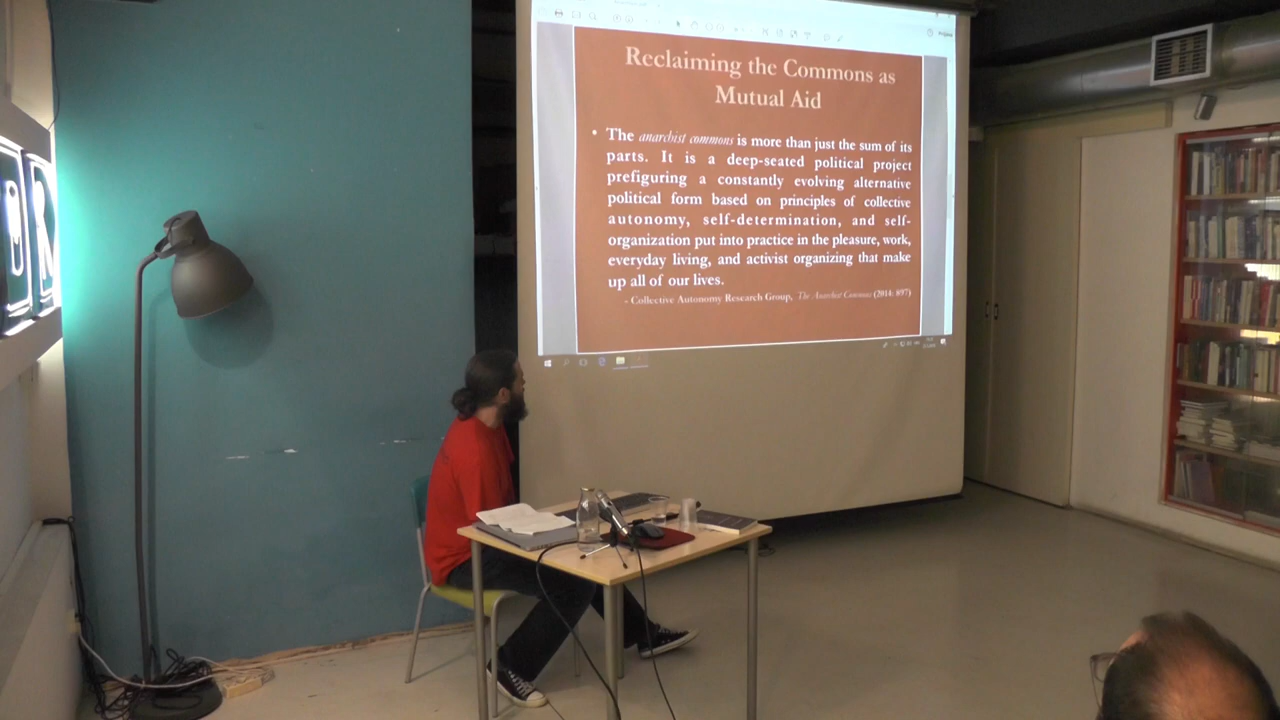 Reclaiming the Commons as
Mutual Aid
• The anarchist commons is more than just the sum of its
parts. It is a deep-seated political project
prefiguring a constantly evolving alternative
political form based on principles of collective
autonomy, self-determination, and self-
organization put into practice in the pleasure, work,
everyday living, and activist organizing that make
up all of our lives.
- Collective Autonomy Research Group, The Anarchist Commons (2014: 897)